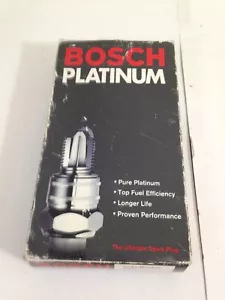 BOSCH
PLATINUM
• Pure Platinum
• Top Fuel Efficiency
• Longer Life
• Proven Performance
The Ultimate Spark Plug